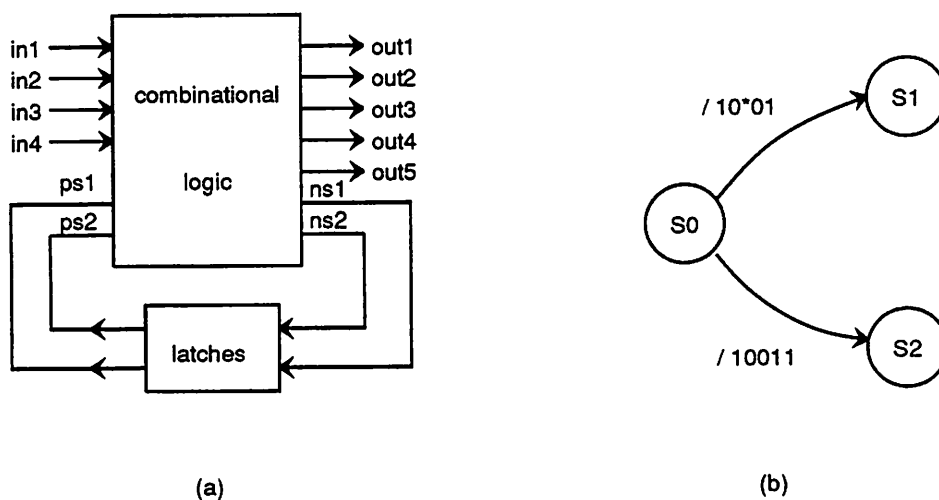 in1
in2
in3
in4
combinational
logic
out1
out2
out3
out4
out5
ps1
ps2
ns1
ns2
latches
(a)
S0
S1
S2
/ 10*01
/ 10011
(b)